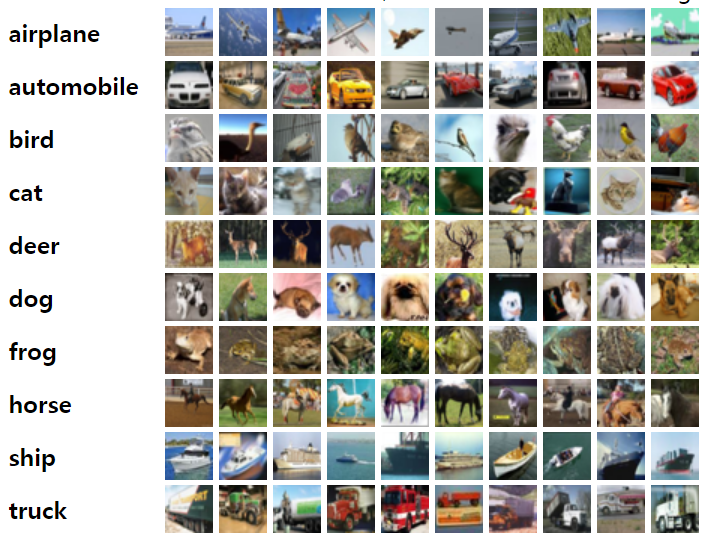 airplane
automobile
bird
cat
deer
dog
frog
horse
ship
truck